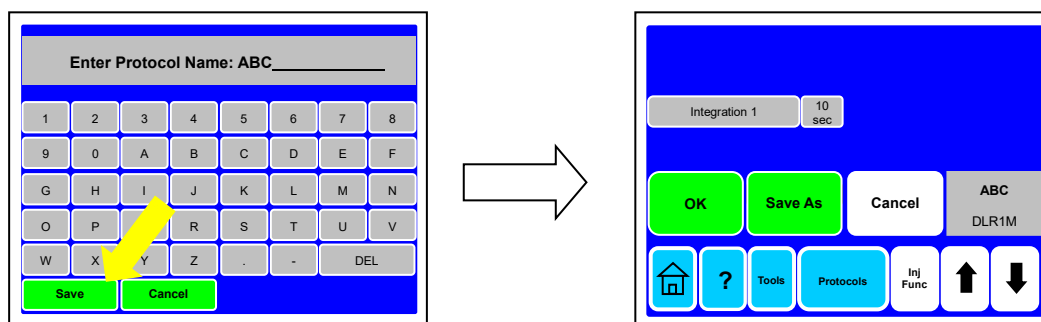 Enter Protocol Name: ABC______________
1 2 3 4 5 6 7 8
9 0 A B C D E F
G H I J K L M N
O P R S T U V
W X Y Z . - DEL
Save Cancel
Integration 1 10
sec
OK Save As Cancel ABC
DLR1M
? Tools Protocols Inj
Func